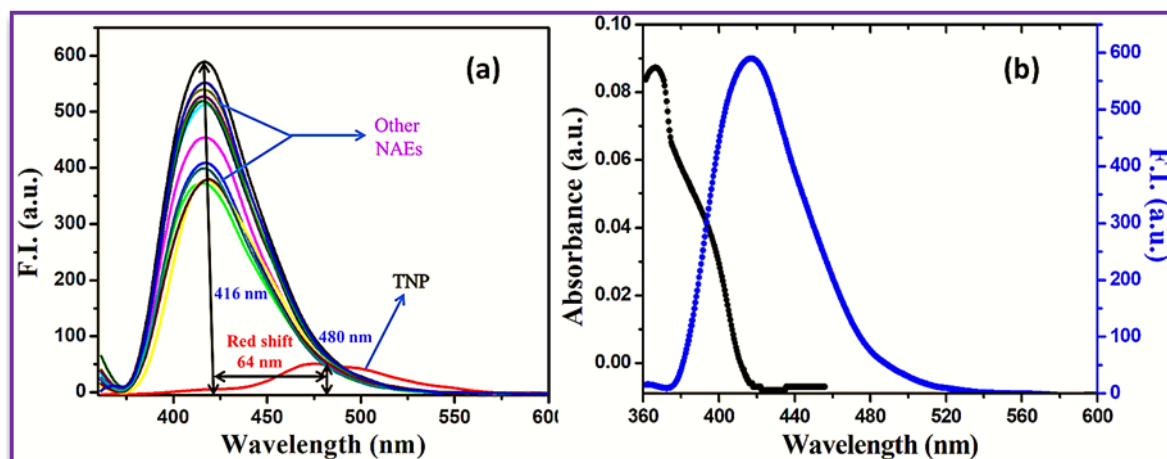 (a)
600
500
400
300
200
100
0
F.I. (a.u.)
Other
NAEs
TNP
416 nm
480 nm
Red shift
64 nm
400
450
500
550
600
Wavelength (nm)
(b)
0.10
0.08
0.06
0.04
0.02
0.00
Absorbance (a.u.)
600
500
400
300
200
100
0
F.I. (a.u.)
360
400
440
480
520
560
600
Wavelength (nm)